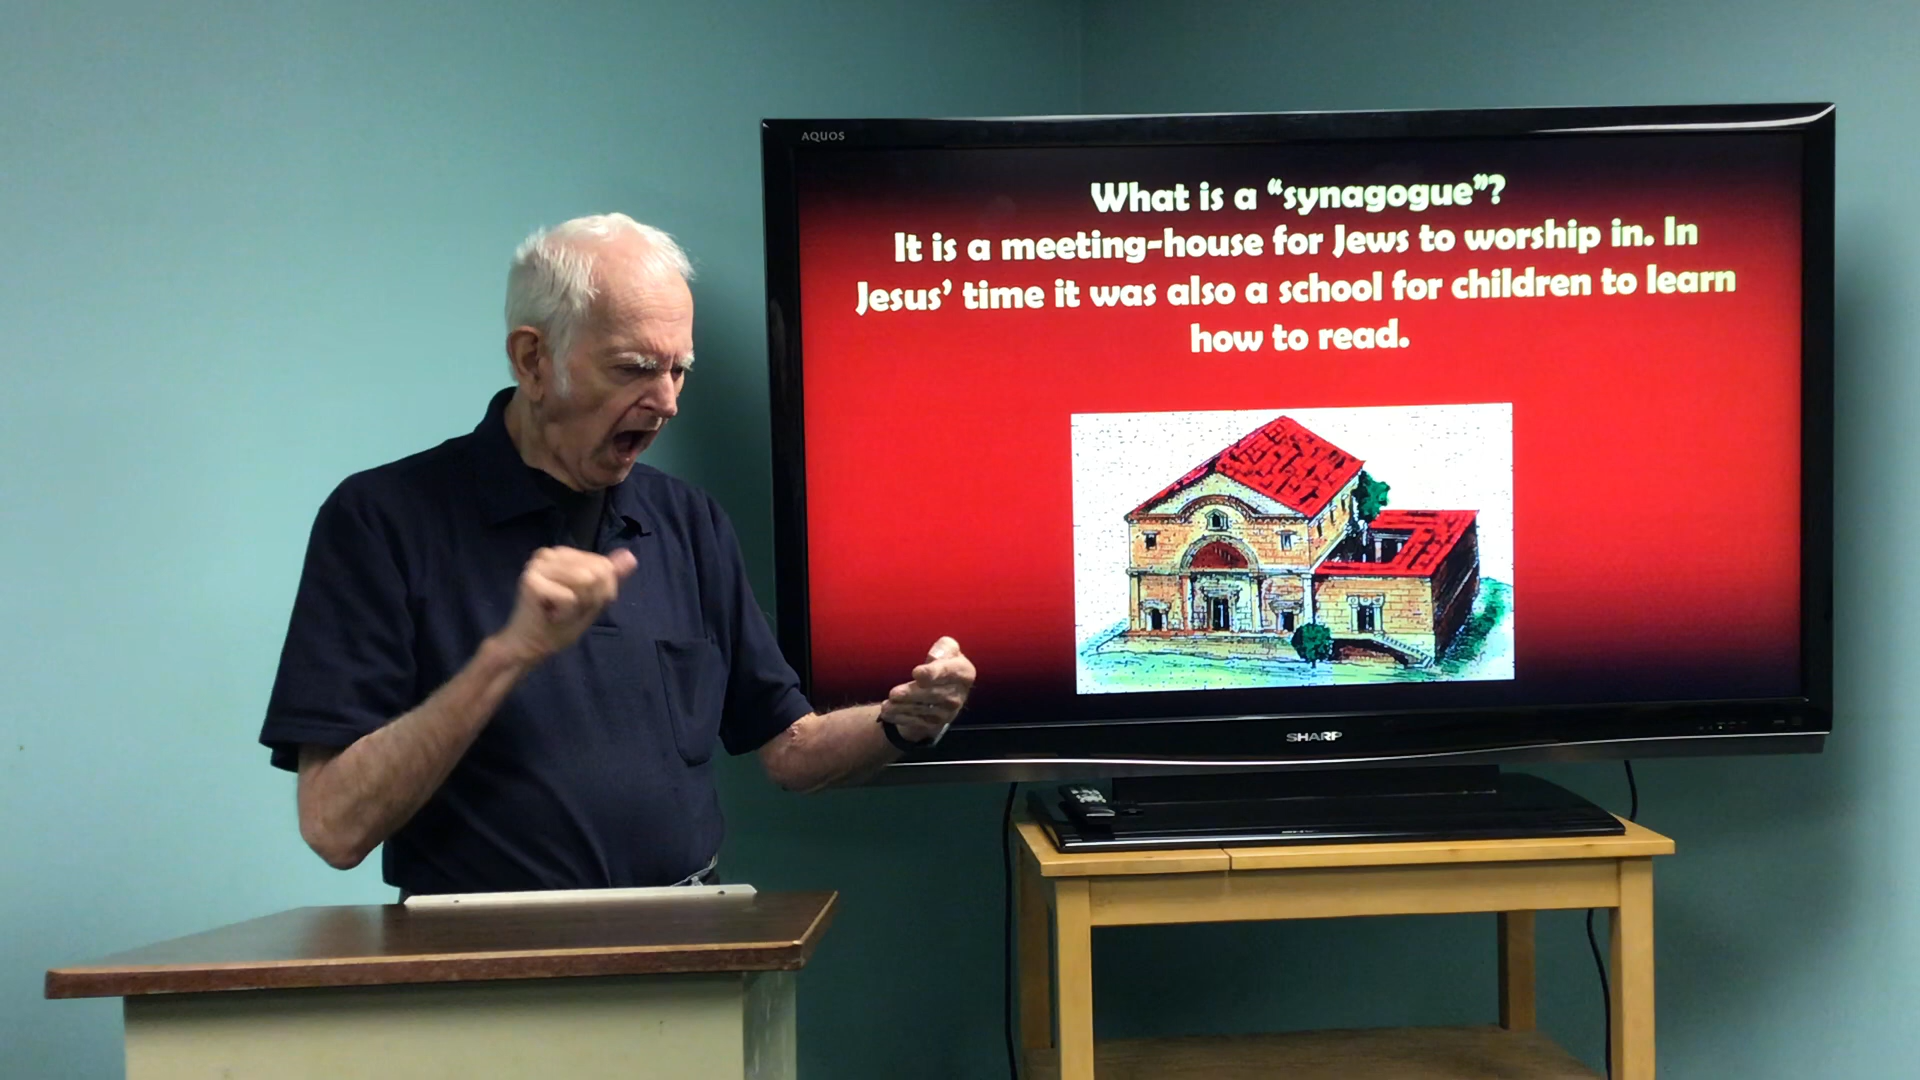 AQUOS
What is a “synagogue”?
It is a meeting-house for Jews to worship in. In
Jesus’ time it was also a school for children to learn
how to read.
SHARP